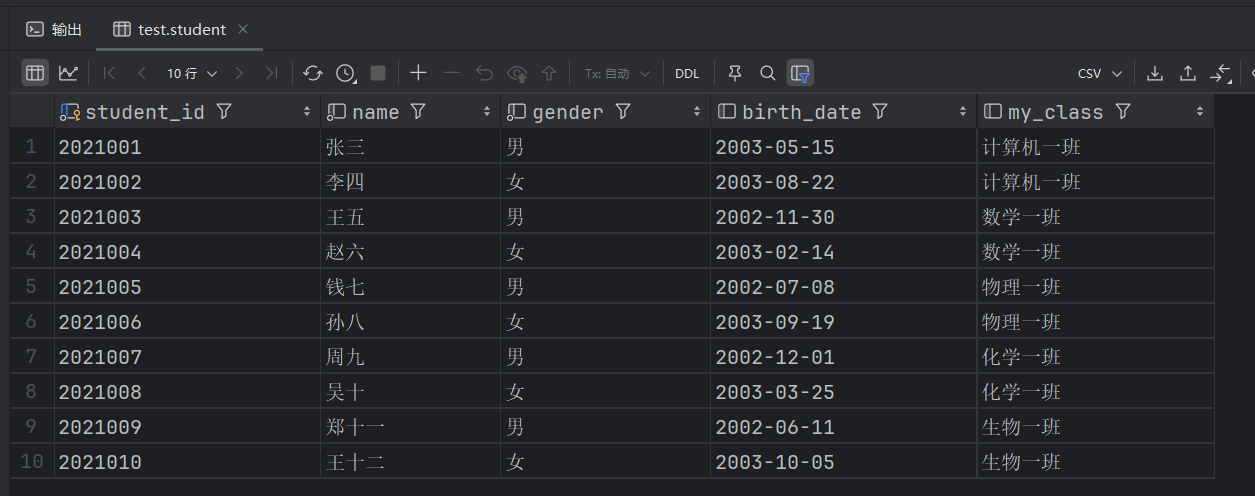 输出 test.student
10 行 Tx: 自动 DDL CSV
student_id name gender birth_date my_class
1 2021001 张三 男 2003-05-15 计算机一班
2 2021002 李四 女 2003-08-22 计算机一班
3 2021003 王五 男 2002-11-30 数学一班
4 2021004 赵六 女 2003-02-14 数学一班
5 2021005 钱七 男 2002-07-08 物理一班
6 2021006 孙八 女 2003-09-19 物理一班
7 2021007 周九 男 2002-12-01 化学一班
8 2021008 吴十 女 2003-03-25 化学一班
9 2021009 郑十一 男 2002-06-11 生物一班
10 2021010 王十二 女 2003-10-05 生物一班